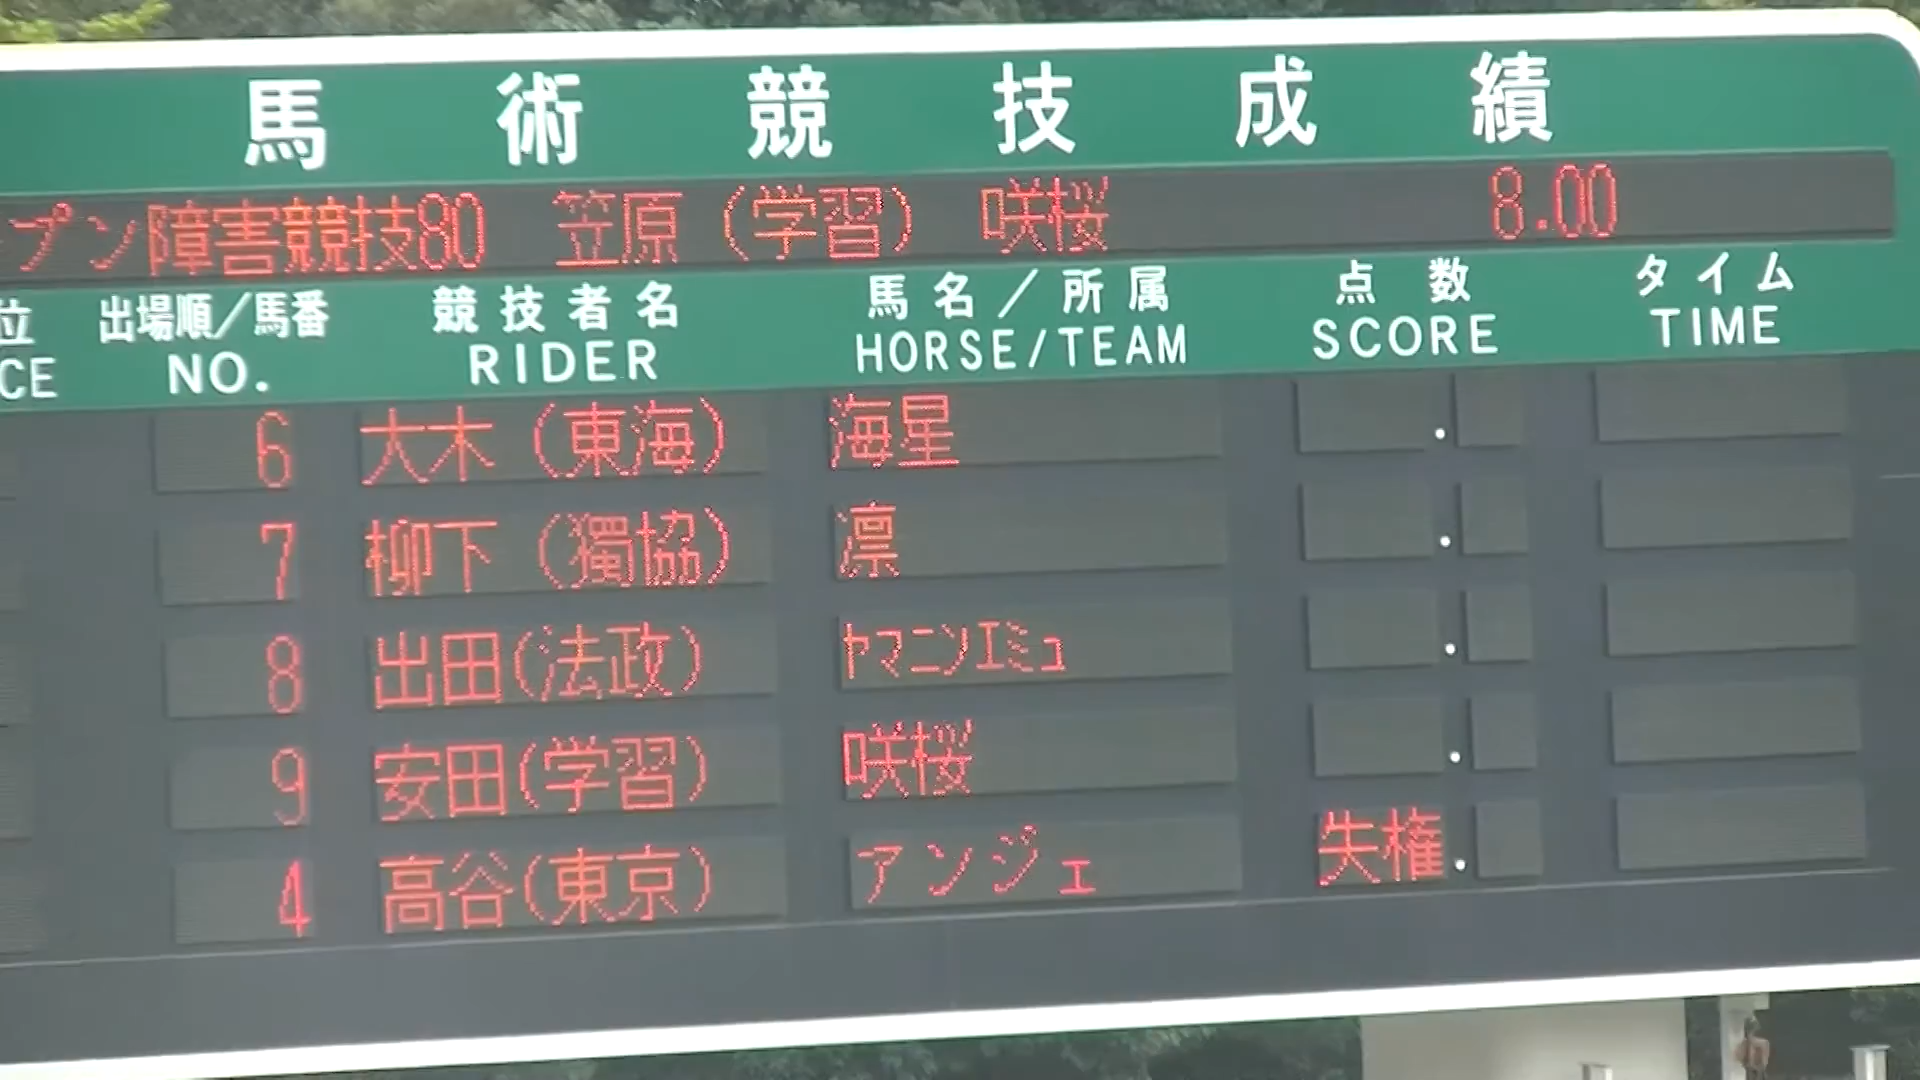 馬術競技成績
プン障害競技80 笠原(学習) 咲桜 8.00
位 出場順/馬番 競技者名 馬名/所属 点数 タイム
CE NO. RIDER HORSE/TEAM SCORE TIME
6 大木(東海) 海星
7 柳下(獨協) 凛
8 出田(法政) ヤマニンエミュ
9 安田(学習) 咲桜
4 高谷(東京) アンジェ 失権